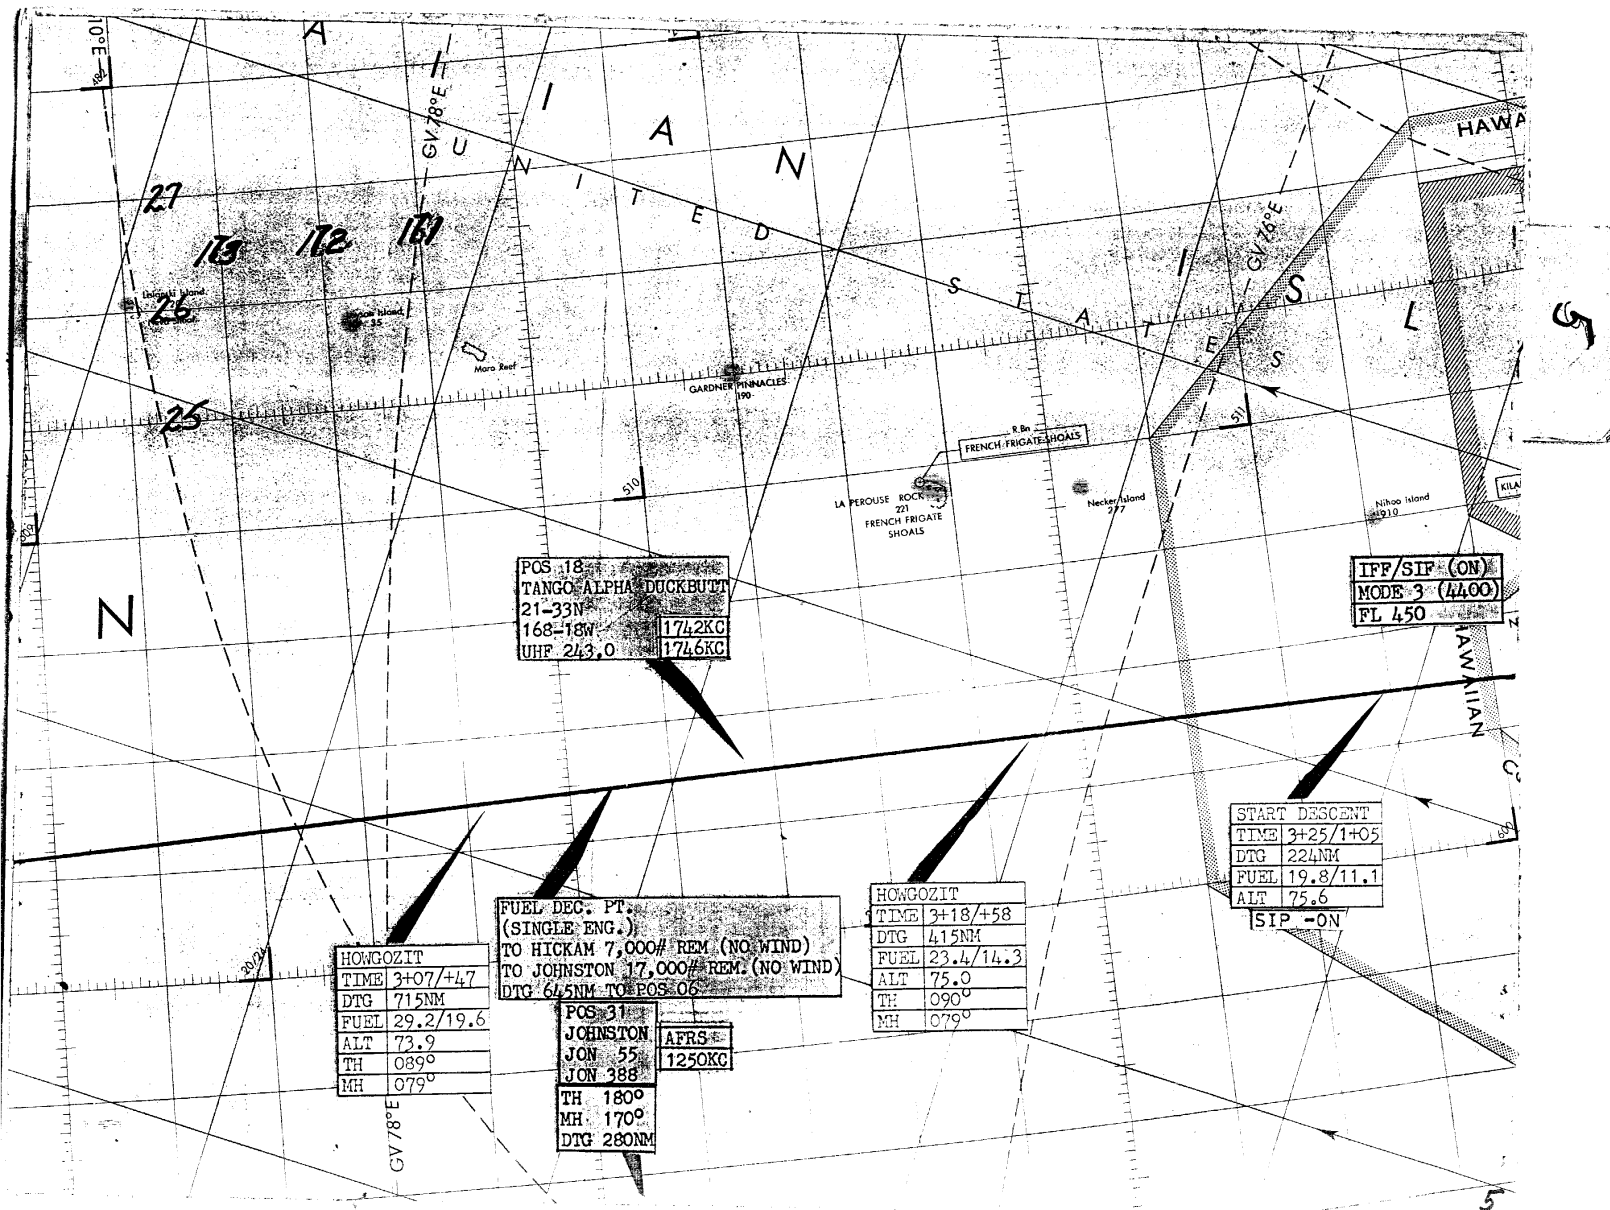 10°E
482
A
I
GV 78°E
U
N
I
T
E
D
I
A
N
S
T
A
T
E
S
I
S
L
GV 76°E
HAWA
27
173
172
26
25
Maro Reef
GARDNER PINNACLES
190
R.Bn
FRENCH FRIGATE SHOALS
511
510
LA PEROUSE ROCK
221
FRENCH FRIGATE
SHOALS
Necker Island
277
Nihoa Island
910
KILA
N
POS 18
TANGO ALPHA DUCKBUTT
21-33N
168-18W
UHF 243.0
1742KC
1746KC
IFF/SIF (ON)
MODE 3 (4400)
FL 450
HAWAIIAN
START DESCENT
TIME 3+25/1+05
DTG 224NM
FUEL 19.8/11.1
ALT 75.6
SIP -ON
600
HOWGOZIT
TIME 3+18/+58
DTG 415NM
FUEL 23.4/14.3
ALT 75.0
TH 090°
MH 079°
FUEL DEC. PT.
(SINGLE ENG.)
TO HICKAM 7,000# REM (NO WIND)
TO JOHNSTON 17,000# REM.(NO WIND)
DTG 645NM TO POS 06
HOWGOZIT
TIME 3+07/+47
DTG 715NM
FUEL 29.2/19.6
ALT 73.9
TH 089°
MH 079°
POS 31
JOHNSTON
JON 55
JON 388
AFRS
1250KC
TH 180°
MH 170°
DTG 280NM
GV 78°E
5